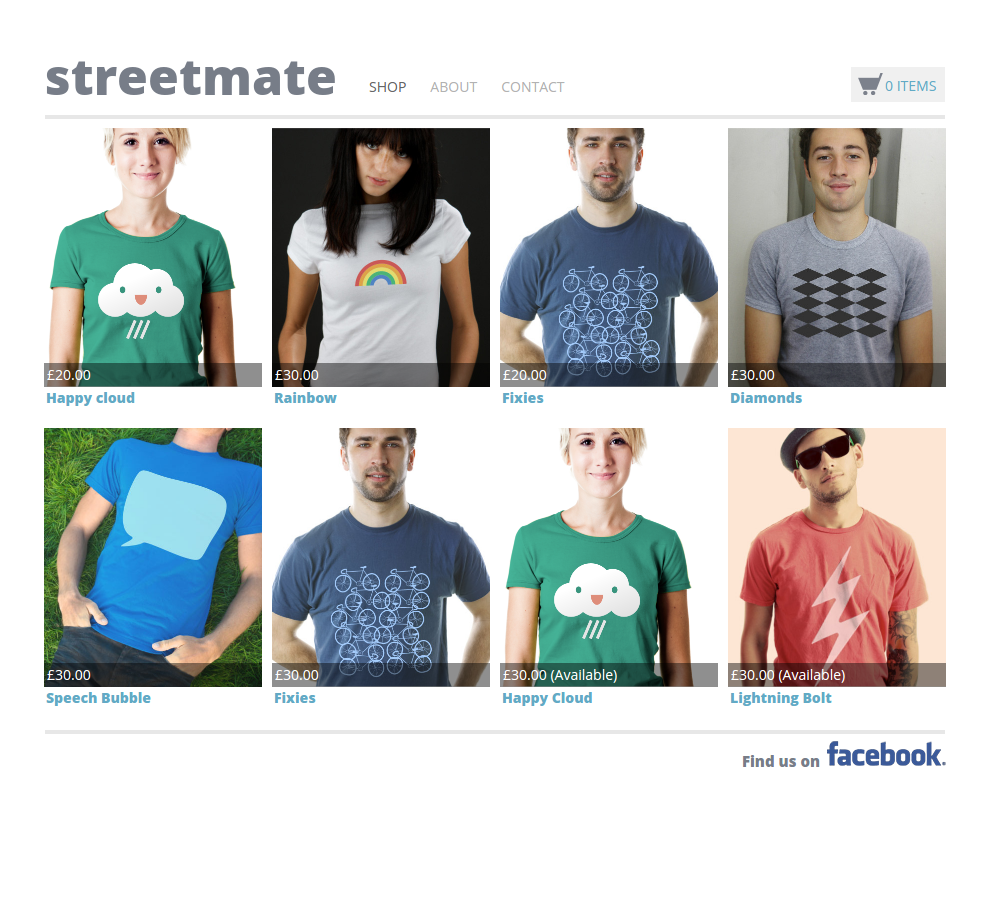 streetmate
SHOP ABOUT CONTACT
0 ITEMS
£20.00
Happy cloud
£30.00
Rainbow
£20.00
Fixies
£30.00
Diamonds
£30.00
Speech Bubble
£30.00
Fixies
£30.00 (Available)
Happy Cloud
£30.00 (Available)
Lightning Bolt
Find us on facebook.